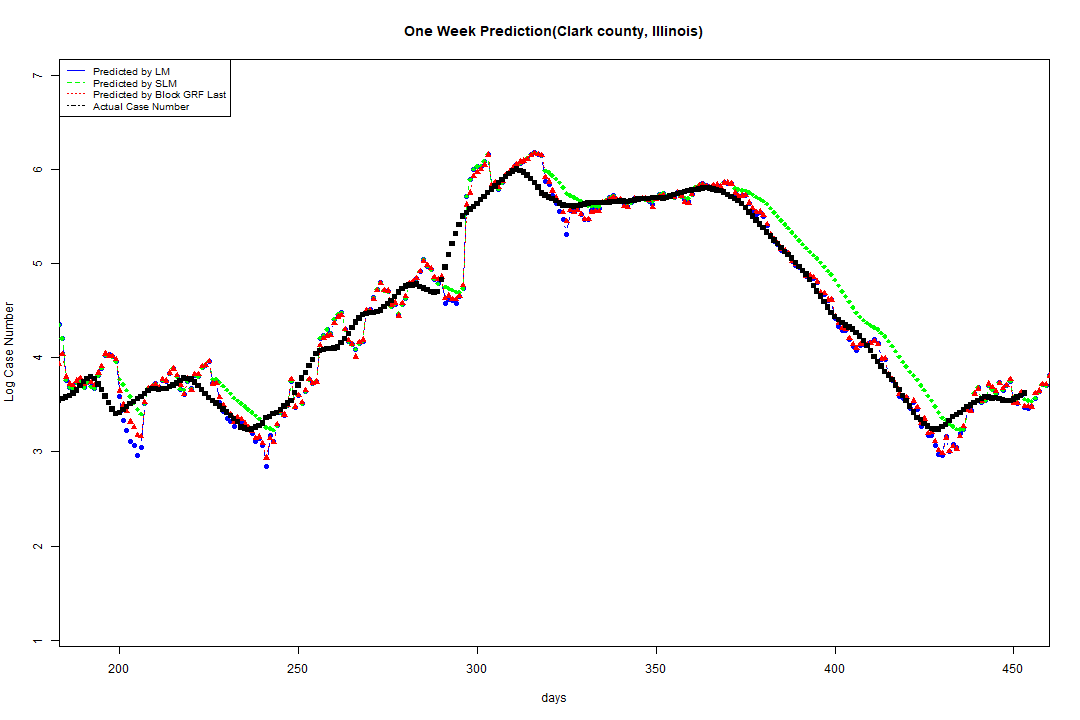 One Week Prediction(Clark county, Illinois)
Predicted by LM
Predicted by SLM
Predicted by Block GRF Last
Actual Case Number
7
6
5
4
3
2
1
Log Case Number
200 250 300 350 400 450
days